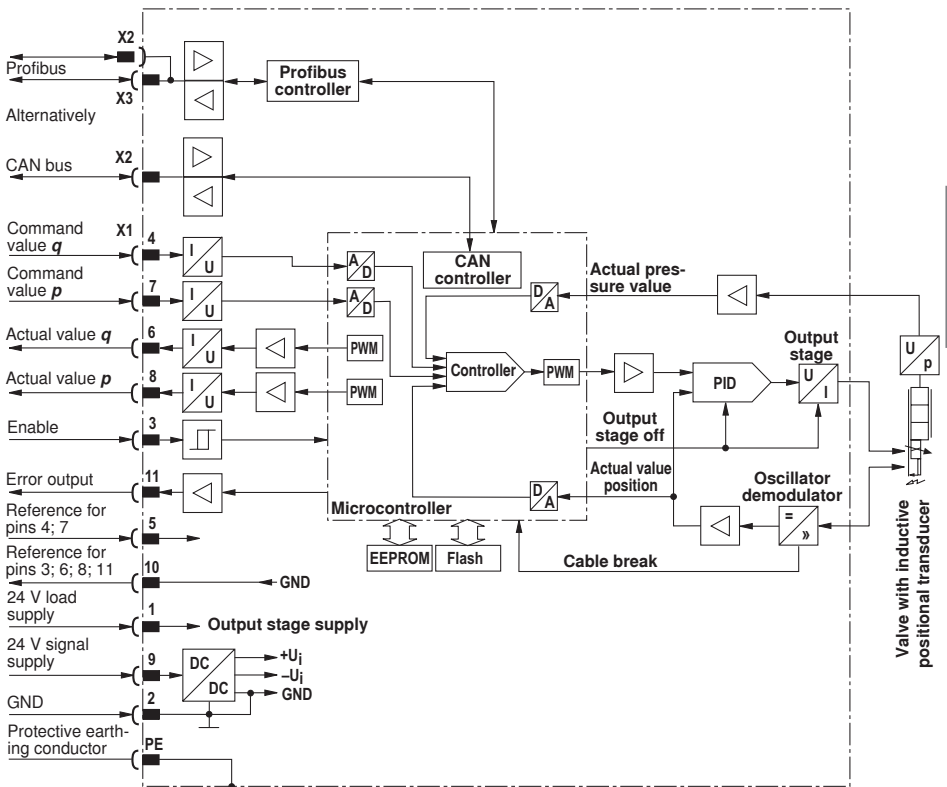 X2
Profibus
X3
Profibus
controller
Alternatively
CAN bus
X2
Command
value q
X1
4
I
U
A
D
CAN
controller
Command
value p
7
I
U
A
D
D
A
Actual pres-
sure value
U
p
Actual value q
6
I
U
PWM
Controller
PWM
PID
Output
stage
U
I
Actual value p
8
I
U
PWM
Enable
3
Output
stage off
Error output
11
Microcontroller
D
A
Actual value
position
Oscillator
demodulator
=
»
Reference for
pins 4; 7
5
EEPROM
Flash
Cable break
Reference for
pins 3; 6; 8; 11
10
GND
24 V load
supply
1
Output stage supply
24 V signal
supply
9
DC
DC
+Ui
–Ui
GND
GND
2
Protective earth-
ing conductor
PE
Valve with inductive
positional transducer